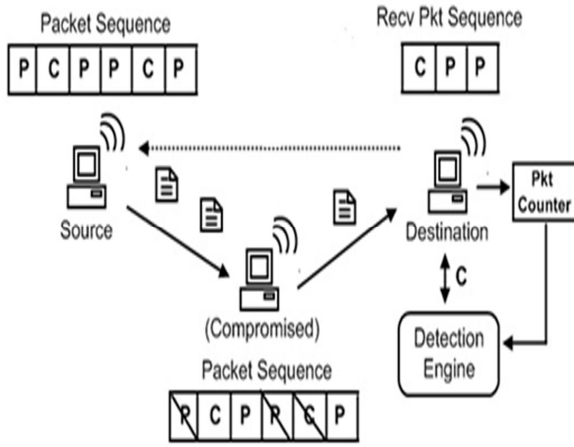 Packet Sequence
P C P P C P
Recv Pkt Sequence
C P P
Source
Destination
Pkt
Counter
C
(Compromised)
Detection
Engine
Packet Sequence
P C P P C P